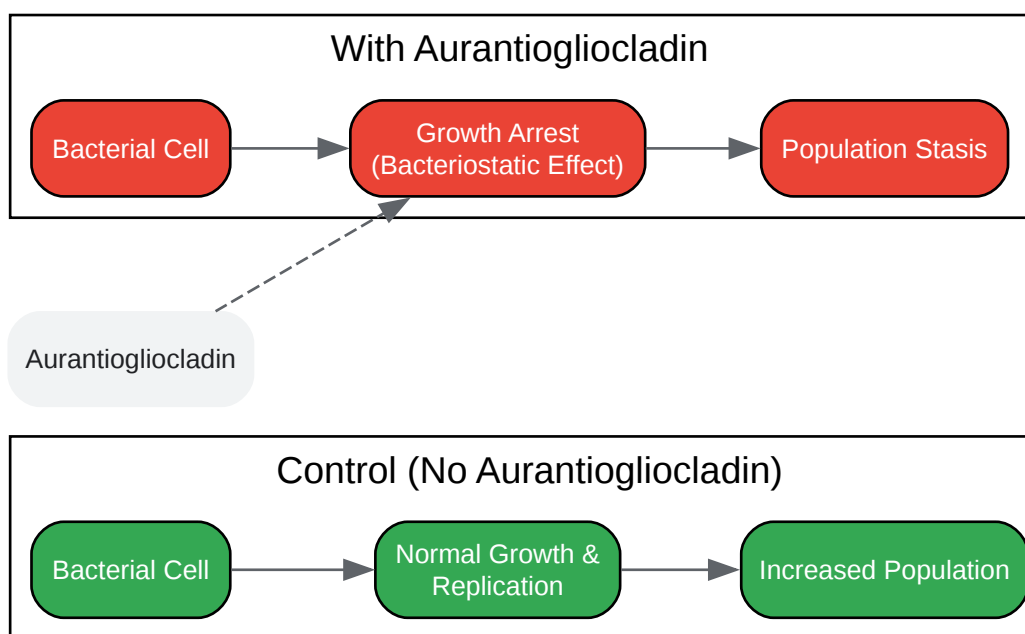 With Aurantiogliocladin
Bacterial Cell
Growth Arrest
(Bacteriostatic Effect)
Population Stasis
Aurantiogliocladin
Control (No Aurantiogliocladin)
Bacterial Cell
Normal Growth &
Replication
Increased Population